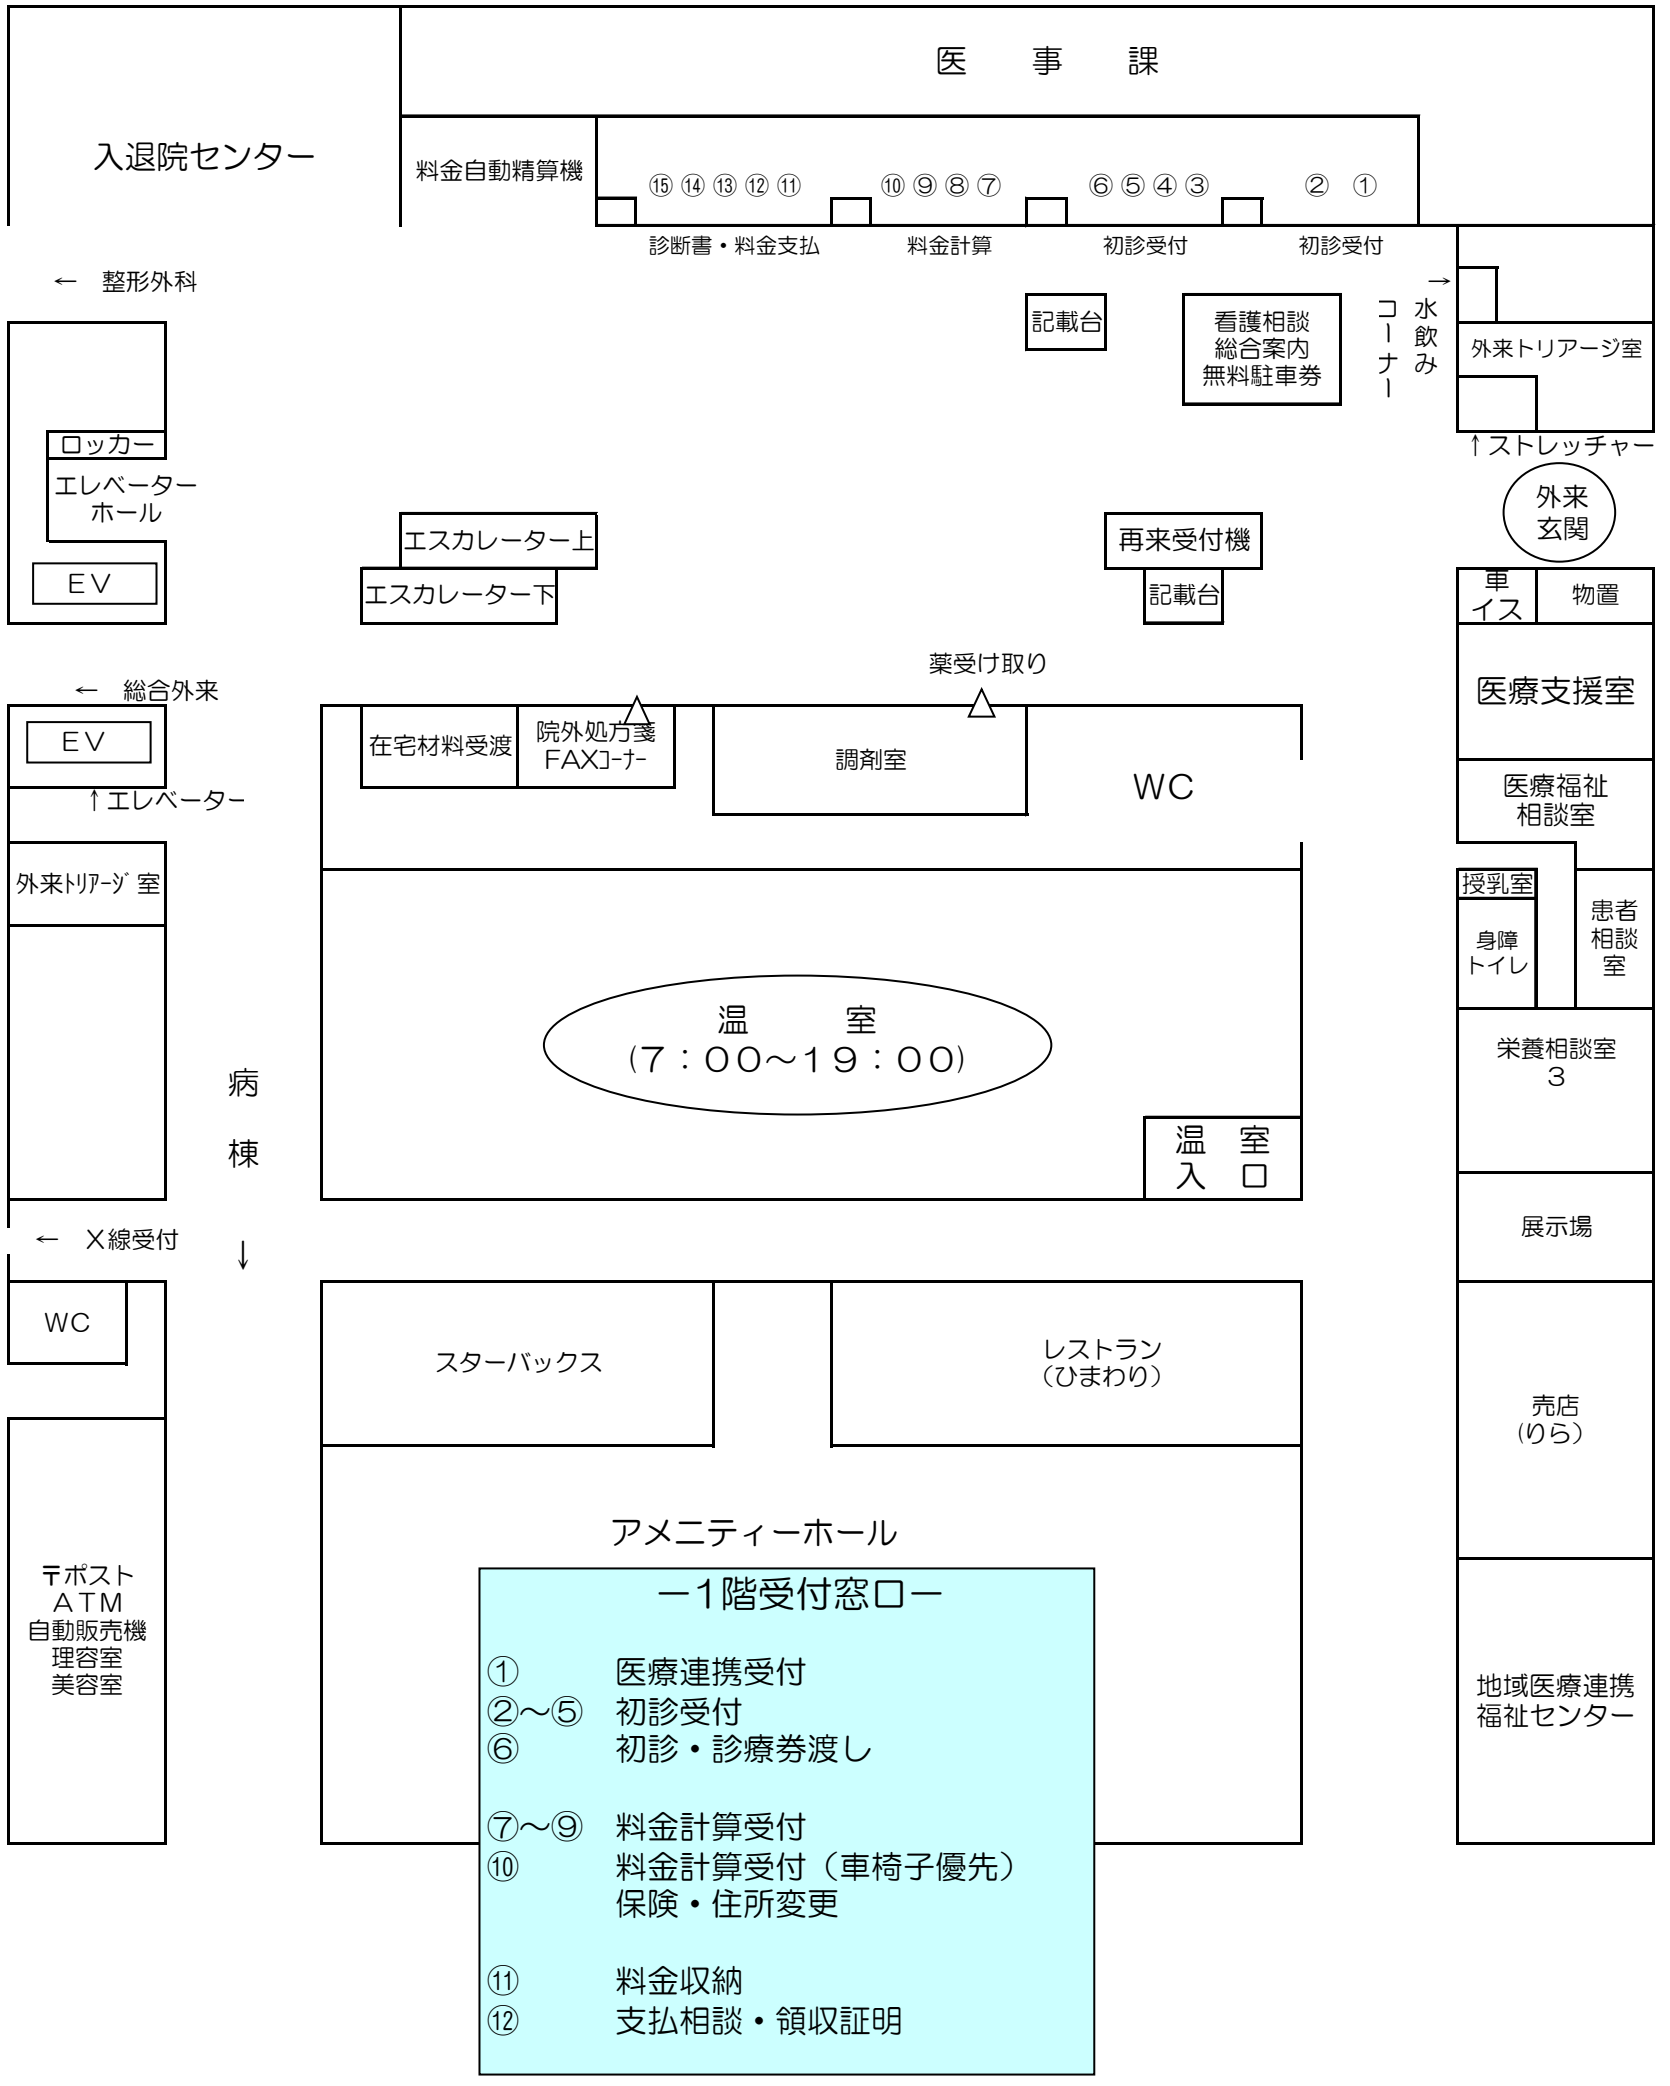 医　事　課
入退院センター
料金自動精算機
⑮⑭⑬⑫⑪
⑩⑨⑧⑦
⑥⑤④③
②　①
診断書・料金支払
料金計算
初診受付
初診受付
←　整形外科
→
水飲み
コーナー
記載台
看護相談
総合案内
無料駐車券
外来トリアージ室
ロッカー
エレベーター
ホール
EV
↑ストレッチャー
外来
玄関
エスカレーター上
エスカレーター下
再来受付機
記載台
車
イス
物置
薬受け取り
←　総合外来
EV
↑エレベーター
在宅材料受渡
院外処方箋
FAXｺｰﾅｰ
調剤室
WC
医療支援室
医療福祉
相談室
外来ﾄﾘｱｰｼﾞ室
授乳室
身障
トイレ
患者
相談
室
温　室
(7：00～19：00)
栄養相談室
3
病
棟
↓
温　室
入　口
展示場
←　X線受付
WC
スターバックス
レストラン
（ひまわり）
売店
(りら）
アメニティーホール
〒ポスト
ATM
自動販売機
理容室
美容室
地域医療連携
福祉センター
－1階受付窓口－
①　医療連携受付
②～⑤　初診受付
⑥　初診・診療券渡し
⑦～⑨　料金計算受付
⑩　料金計算受付（車椅子優先）
保険・住所変更
⑪　料金収納
⑫　支払相談・領収証明